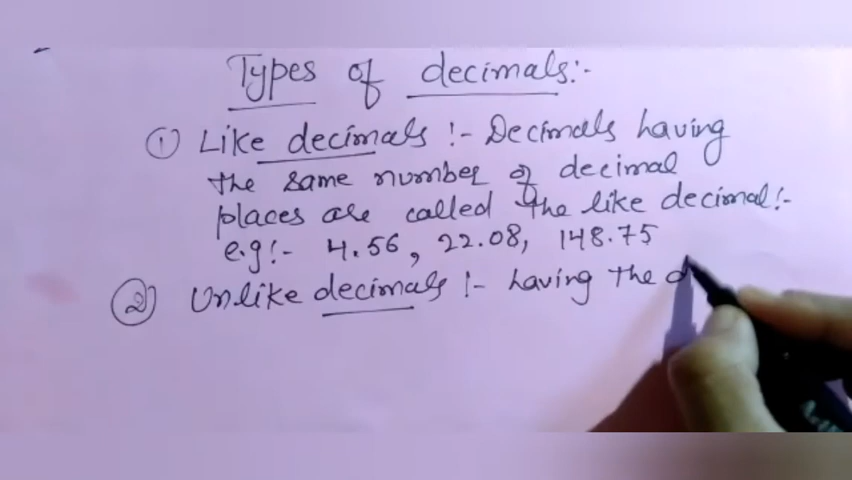 Types of decimals:-
① Like decimals :- Decimals having
the same number of decimal
places are called the like decimal:-
e.g:- 4.56, 22.08, 148.75
② Unlike decimals :- having the d